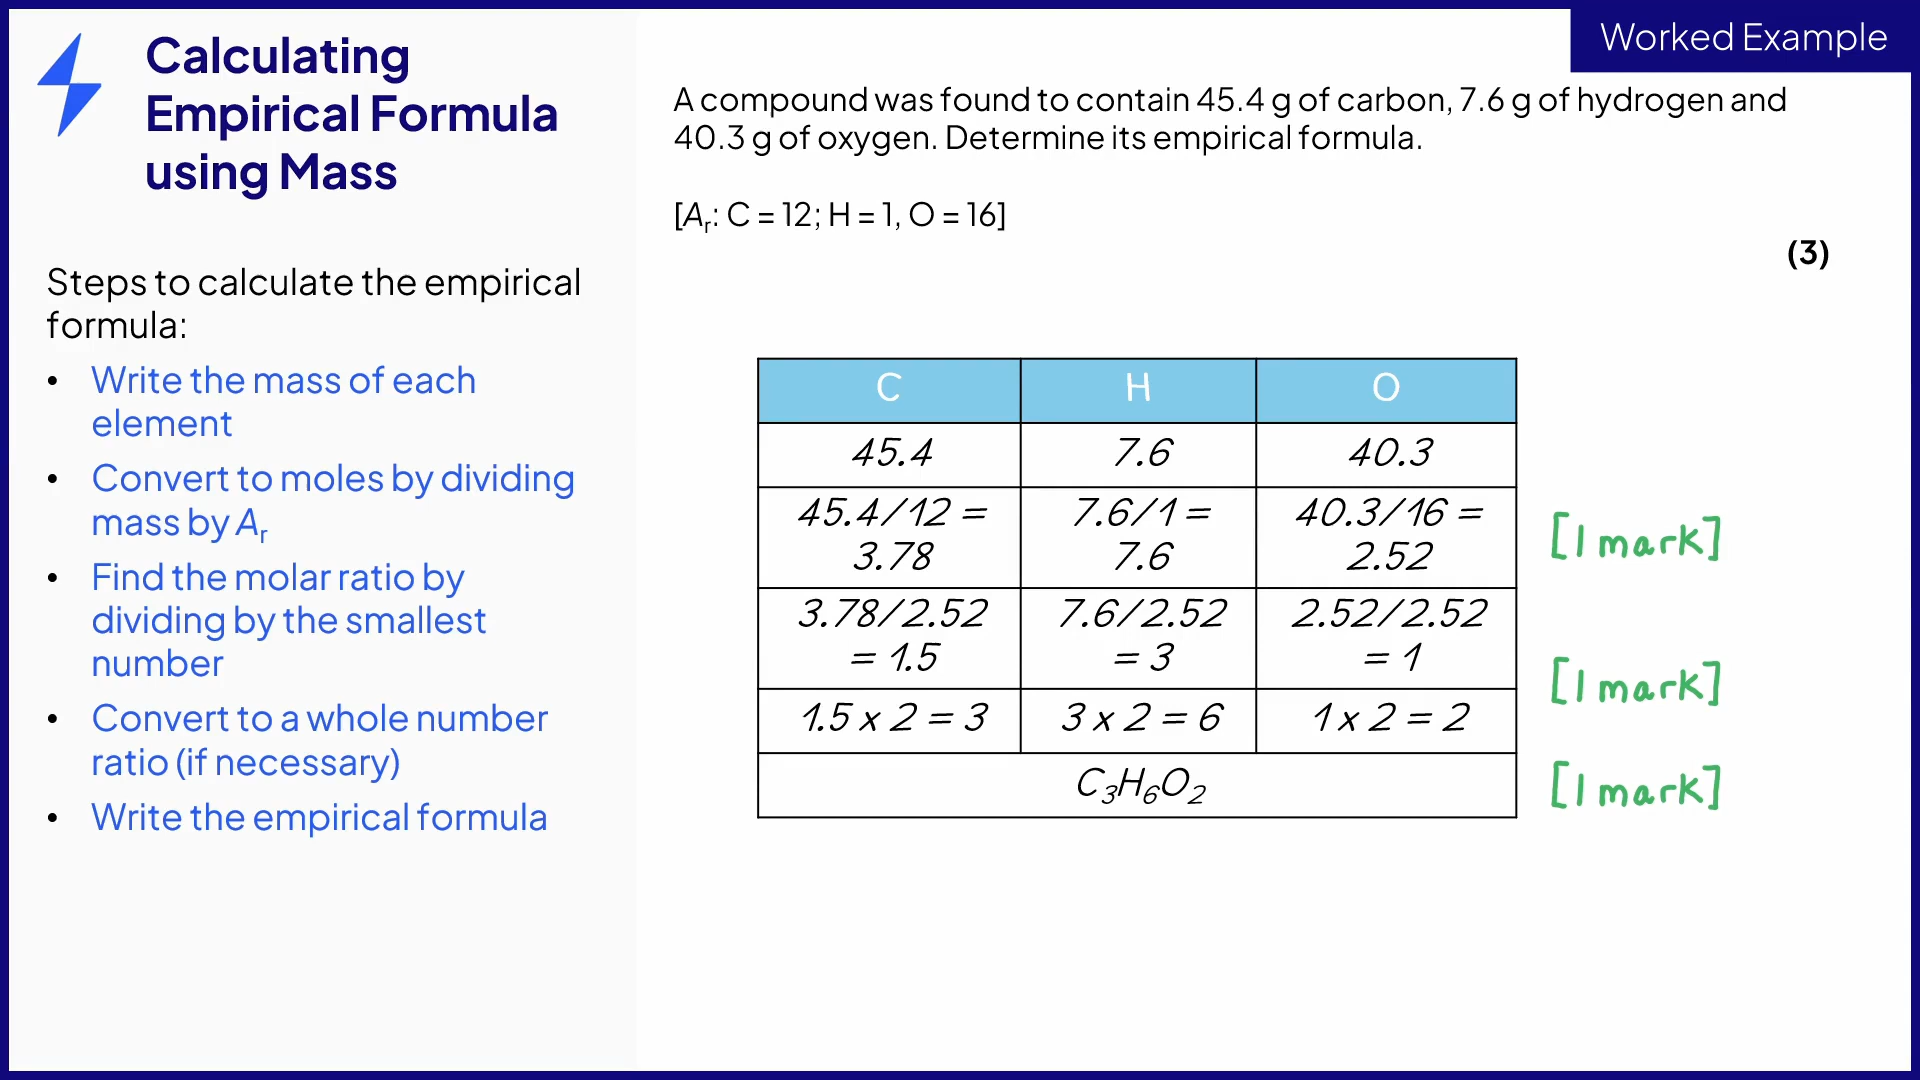 Calculating
Empirical Formula
using Mass
Steps to calculate the empirical
formula:
• Write the mass of each
element
• Convert to moles by dividing
mass by Aᵣ
• Find the molar ratio by
dividing by the smallest
number
• Convert to a whole number
ratio (if necessary)
• Write the empirical formula
Worked Example
A compound was found to contain 45.4 g of carbon, 7.6 g of hydrogen and
40.3 g of oxygen. Determine its empirical formula.
[Aᵣ: C = 12; H = 1, O = 16]
(3)
C H O
45.4 7.6 40.3
45.4/12 = 7.6/1 = 40.3/16 =
3.78 7.6 2.52
[1 mark]
3.78/2.52 7.6/2.52 2.52/2.52
= 1.5 = 3 = 1
[1 mark]
1.5 x 2 = 3 3 x 2 = 6 1 x 2 = 2
C₃H₆O₂
[1 mark]